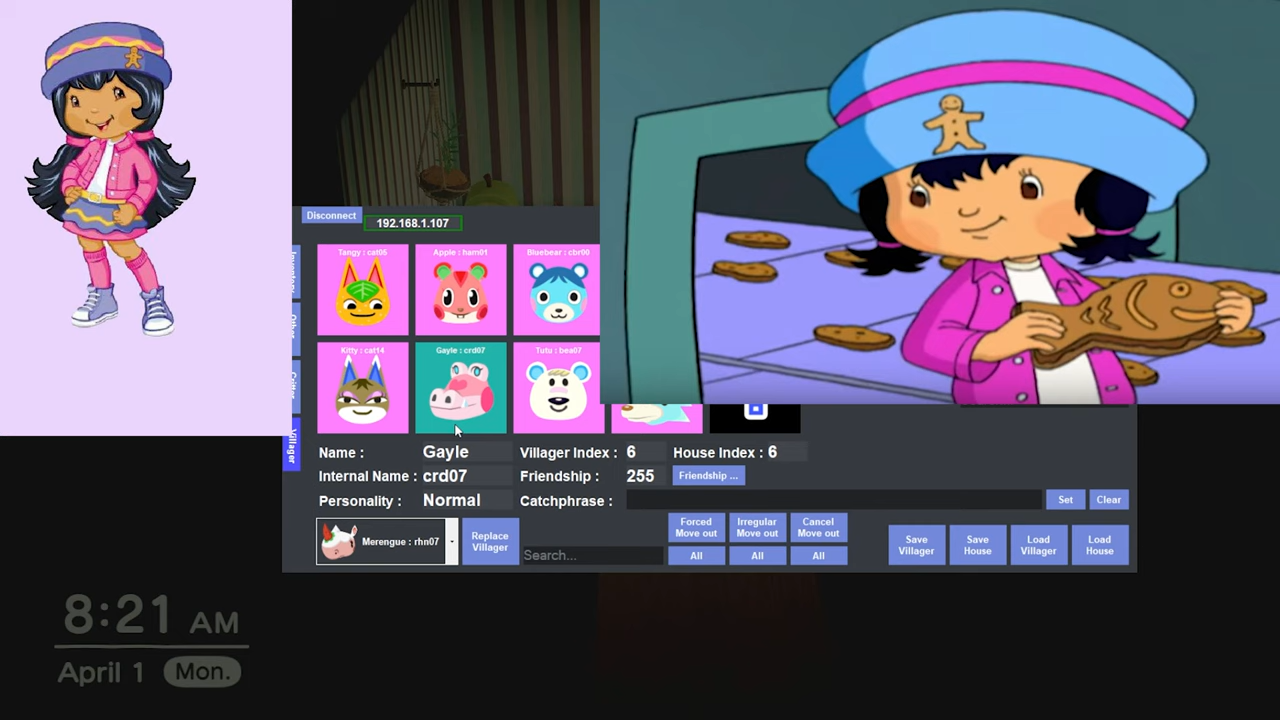 Disconnect
192.168.1.107
Tangy : cat05
Apple : ham01
Bluebear : cbr00
Other
Critter
Villager
Kitty : cat14
Gayle : crd07
Tutu : bea07
Name :
Gayle
Villager Index :
6
House Index :
6
Internal Name :
crd07
Friendship :
255
Friendship ...
Personality :
Normal
Catchphrase :
Set
Clear
Merengue : rhn07
Replace
Villager
Search...
Forced
Move out
Irregular
Move out
Cancel
Move out
All
All
All
Save
Villager
Save
House
Load
Villager
Load
House
8:21 AM
April 1 Mon.